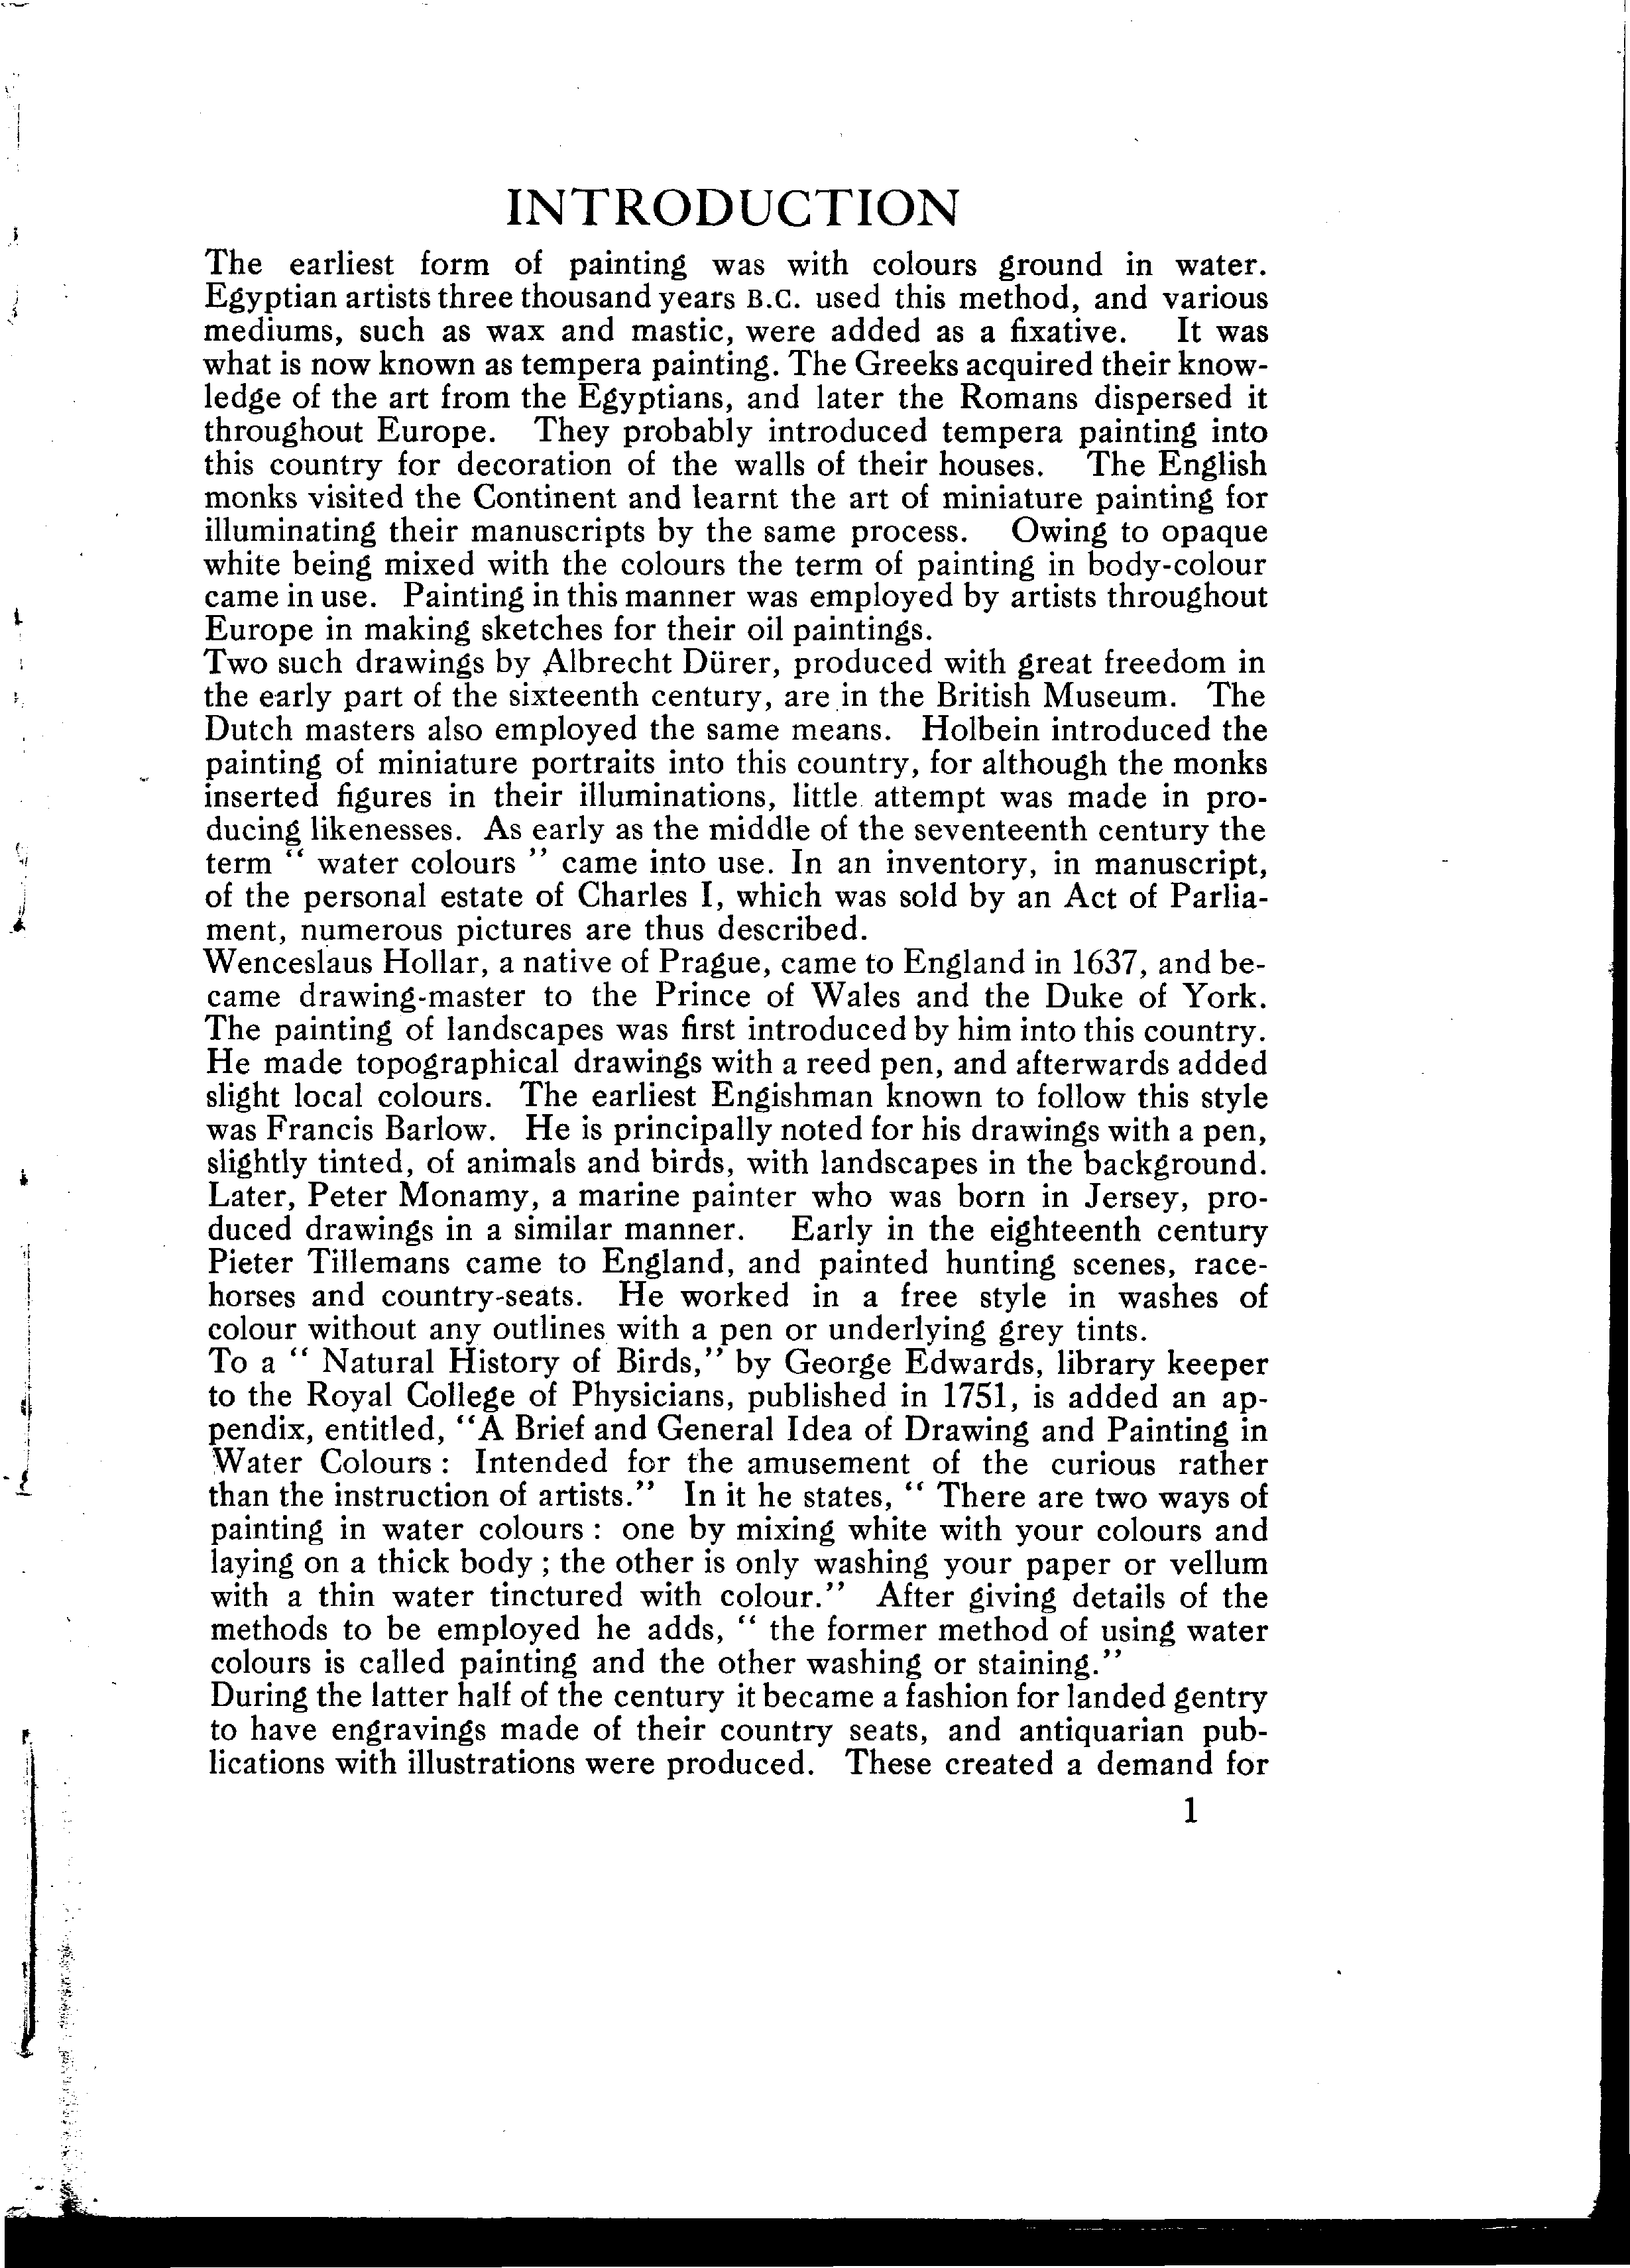 INTRODUCTION
The earliest form of painting was with colours ground in water.
Egyptian artists three thousand years B.C. used this method, and various
mediums, such as wax and mastic, were added as a fixative. It was
what is now known as tempera painting. The Greeks acquired their know-
ledge of the art from the Egyptians, and later the Romans dispersed it
throughout Europe. They probably introduced tempera painting into
this country for decoration of the walls of their houses. The English
monks visited the Continent and learnt the art of miniature painting for
illuminating their manuscripts by the same process. Owing to opaque
white being mixed with the colours the term of painting in body-colour
came in use. Painting in this manner was employed by artists throughout
Europe in making sketches for their oil paintings.
Two such drawings by Albrecht Dürer, produced with great freedom in
the early part of the sixteenth century, are in the British Museum. The
Dutch masters also employed the same means. Holbein introduced the
painting of miniature portraits into this country, for although the monks
inserted figures in their illuminations, little attempt was made in pro-
ducing likenesses. As early as the middle of the seventeenth century the
term “ water colours ” came into use. In an inventory, in manuscript,
of the personal estate of Charles I, which was sold by an Act of Parlia-
ment, numerous pictures are thus described.
Wenceslaus Hollar, a native of Prague, came to England in 1637, and be-
came drawing-master to the Prince of Wales and the Duke of York.
The painting of landscapes was first introduced by him into this country.
He made topographical drawings with a reed pen, and afterwards added
slight local colours. The earliest Engishman known to follow this style
was Francis Barlow. He is principally noted for his drawings with a pen,
slightly tinted, of animals and birds, with landscapes in the background.
Later, Peter Monamy, a marine painter who was born in Jersey, pro-
duced drawings in a similar manner. Early in the eighteenth century
Pieter Tillemans came to England, and painted hunting scenes, race-
horses and country-seats. He worked in a free style in washes of
colour without any outlines with a pen or underlying grey tints.
To a “ Natural History of Birds,” by George Edwards, library keeper
to the Royal College of Physicians, published in 1751, is added an ap-
pendix, entitled, “A Brief and General Idea of Drawing and Painting in
Water Colours : Intended for the amusement of the curious rather
than the instruction of artists.” In it he states, “ There are two ways of
painting in water colours : one by mixing white with your colours and
laying on a thick body ; the other is only washing your paper or vellum
with a thin water tinctured with colour.” After giving details of the
methods to be employed he adds, “ the former method of using water
colours is called painting and the other washing or staining.”
During the latter half of the century it became a fashion for landed gentry
to have engravings made of their country seats, and antiquarian pub-
lications with illustrations were produced. These created a demand for
1